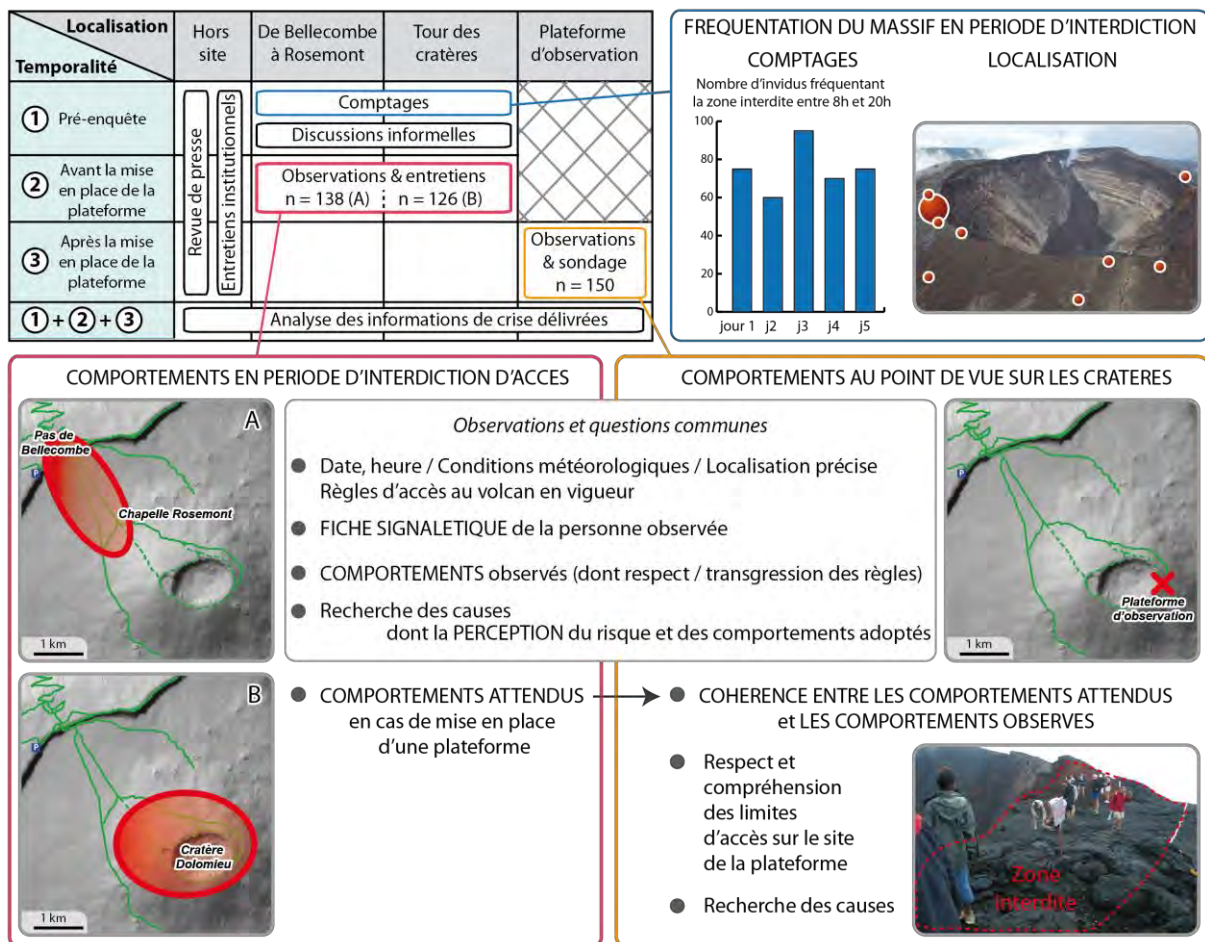 Localisation
Temporalité
Hors
site
De Bellecombe
à Rosemont
Tour des
cratères
Plateforme
d'observation
1 Pré-enquête
2 Avant la mise
en place de la
plateforme
3 Après la mise
en place de la
plateforme
1 + 2 + 3
Revue de presse
Entretiens institutionnels
Comptages
Discussions informelles
Observations & entretiens
n = 138 (A) n = 126 (B)
Observations
& sondage
n = 150
Analyse des informations de crise délivrées
FREQUENTATION DU MASSIF EN PERIODE D'INTERDICTION
COMPTAGES
Nombre d'invidus fréquentant
la zone interdite entre 8h et 20h
100
80
60
40
20
0
jour 1 j2 j3 j4 j5
LOCALISATION
COMPORTEMENTS EN PERIODE D'INTERDICTION D'ACCES
A
Pas de
Bellecombe
P
Chapelle Rosemont
1 km
B
P
Cratère
Dolomieu
1 km
COMPORTEMENTS AU POINT DE VUE SUR LES CRATERES
Observations et questions communes
● Date, heure / Conditions météorologiques / Localisation précise
Règles d'accès au volcan en vigueur
● FICHE SIGNALETIQUE de la personne observée
● COMPORTEMENTS observés (dont respect / transgression des règles)
● Recherche des causes
dont la PERCEPTION du risque et des comportements adoptés
P
Plateforme
d'observation
1 km
● COMPORTEMENTS ATTENDUS
en cas de mise en place
d'une plateforme
● COHERENCE ENTRE LES COMPORTEMENTS ATTENDUS
et LES COMPORTEMENTS OBSERVES
● Respect et
compréhension
des limites
d'accès sur le site
de la plateforme
● Recherche des causes
Zone
interdite